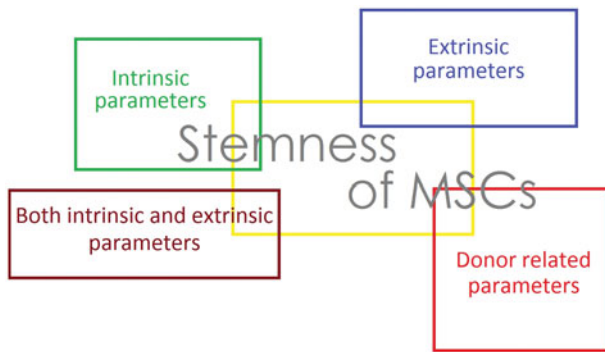 Extrinsic
parameters
Intrinsic
parameters
Stemness
of MSCs
Both intrinsic and extrinsic
parameters
Donor related
parameters